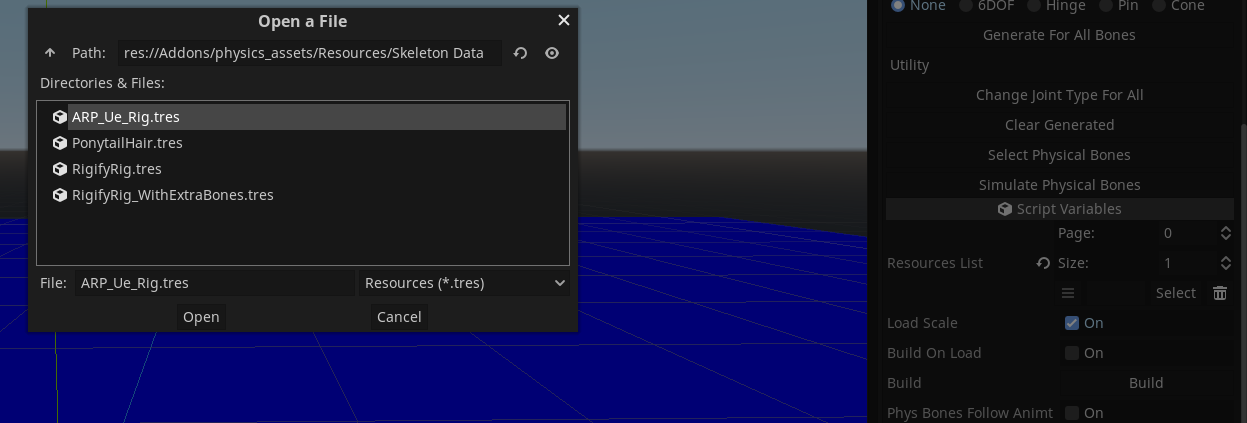 Open a File
Path: res://Addons/physics_assets/Resources/Skeleton Data
Directories & Files:
ARP_Ue_Rig.tres
PonytailHair.tres
RigifyRig.tres
RigifyRig_WithExtraBones.tres
File: ARP_Ue_Rig.tres Resources (*.tres)
Open Cancel
None 6DOF Hinge Pin Cone
Generate For All Bones
Utility
Change Joint Type For All
Clear Generated
Select Physical Bones
Simulate Physical Bones
Script Variables
Page: 0
Resources List Size: 1
Select
Load Scale On
Build On Load On
Build Build
Phys Bones Follow Animt On